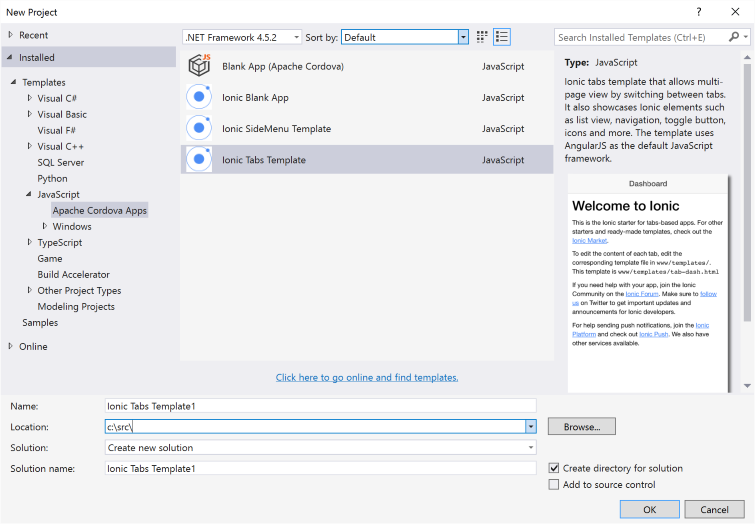 New Project
? ✕
Recent
Installed
.NET Framework 4.5.2
Sort by: Default
Search Installed Templates (Ctrl+E)
Templates
Visual C#
Visual Basic
Visual F#
Visual C++
SQL Server
Python
JavaScript
Apache Cordova Apps
Windows
TypeScript
Game
Build Accelerator
Other Project Types
Modeling Projects
Samples
Online
Blank App (Apache Cordova) JavaScript
Ionic Blank App JavaScript
Ionic SideMenu Template JavaScript
Ionic Tabs Template JavaScript
Click here to go online and find templates.
Type: JavaScript
Ionic tabs template that allows multi-
page view by switching between tabs.
It also showcases Ionic elements such
as list view, navigation, toggle button,
icons and more. The template uses
AngularJS as the default JavaScript
framework.
Dashboard
Welcome to Ionic
This is the Ionic starter for tabs-based apps. For other
starters and ready-made templates, check out the
Ionic Market.
To edit the content of each tab, edit the
corresponding template file in www/templates/.
This template is www/templates/tab-dash.html
If you need help with your app, join the Ionic
Community on the Ionic Forum. Make sure to follow
us on Twitter to get important updates and
announcements for Ionic developers.
For help sending push notifications, join the Ionic
Platform and check out Ionic Push. We also have
other services available.
Name: Ionic Tabs Template1
Location: c:\src\ Browse...
Solution: Create new solution
Solution name: Ionic Tabs Template1
Create directory for solution
Add to source control
OK Cancel